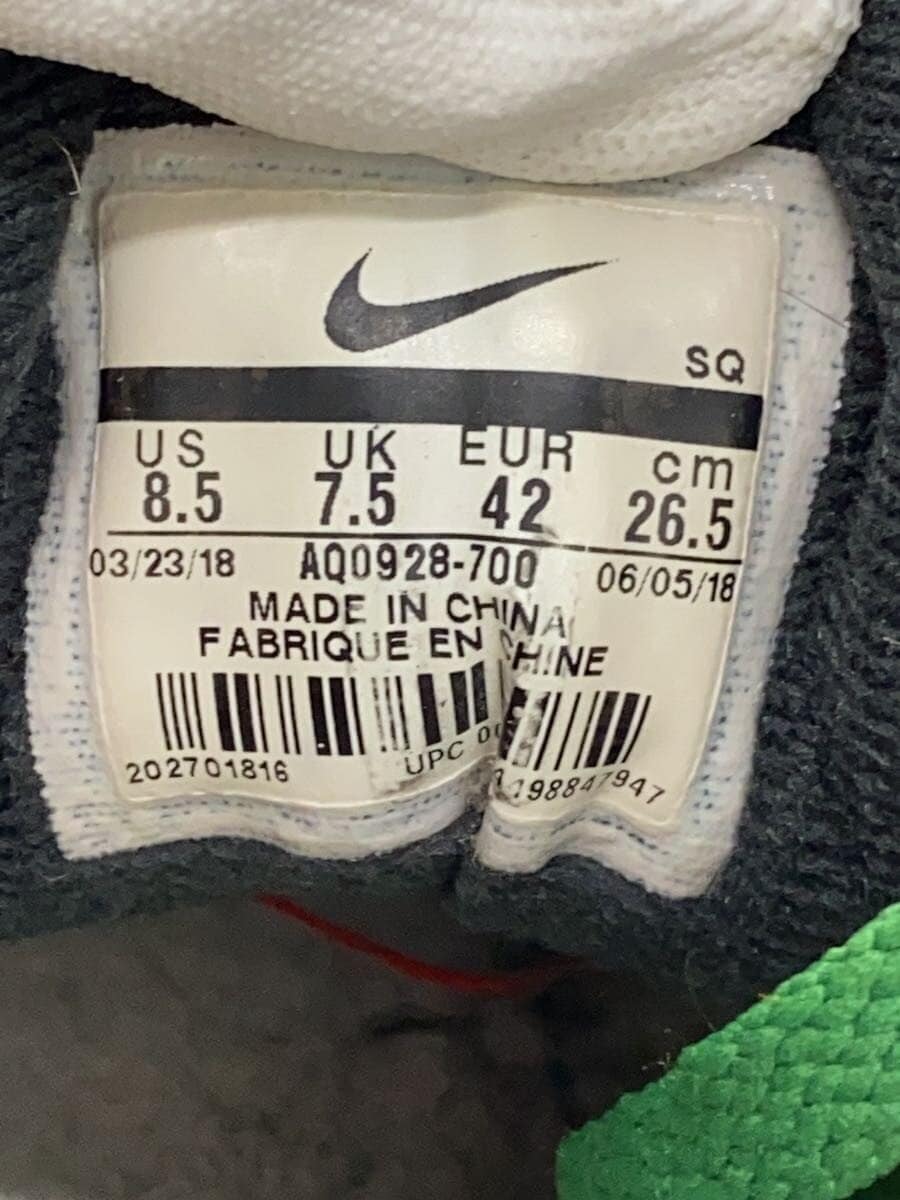 SQ
US UK EUR cm
8.5 7.5 42 26.5
03/23/18 AQ0928-700 06/05/18
MADE IN CHINA
FABRIQUE EN CHINE
202701816 UPC